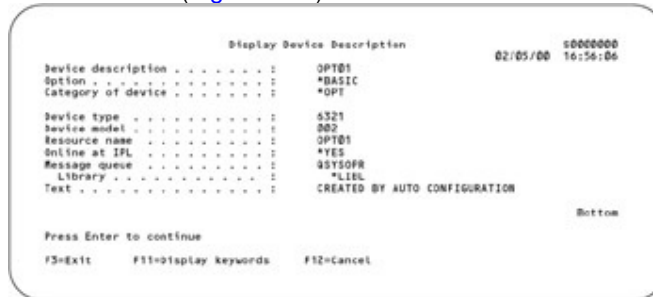 Display Device Description S0000000
02/05/00 16:56:06
Device description . . . . . . . : OPT01
Option . . . . . . . . . . . . . : *BASIC
Category of device . . . . . . . : *OPT
Device type . . . . . . . . . . : 6321
Device model . . . . . . . . . . : 002
Resource name . . . . . . . . . : OPT01
Online at IPL . . . . . . . . . : *YES
Message queue . . . . . . . . . : QSYSOPR
Library . . . . . . . . . . . : *LIBL
Text . . . . . . . . . . . . . . : CREATED BY AUTO CONFIGURATION
Bottom
Press Enter to continue
F3=Exit F11=Display keywords F12=Cancel